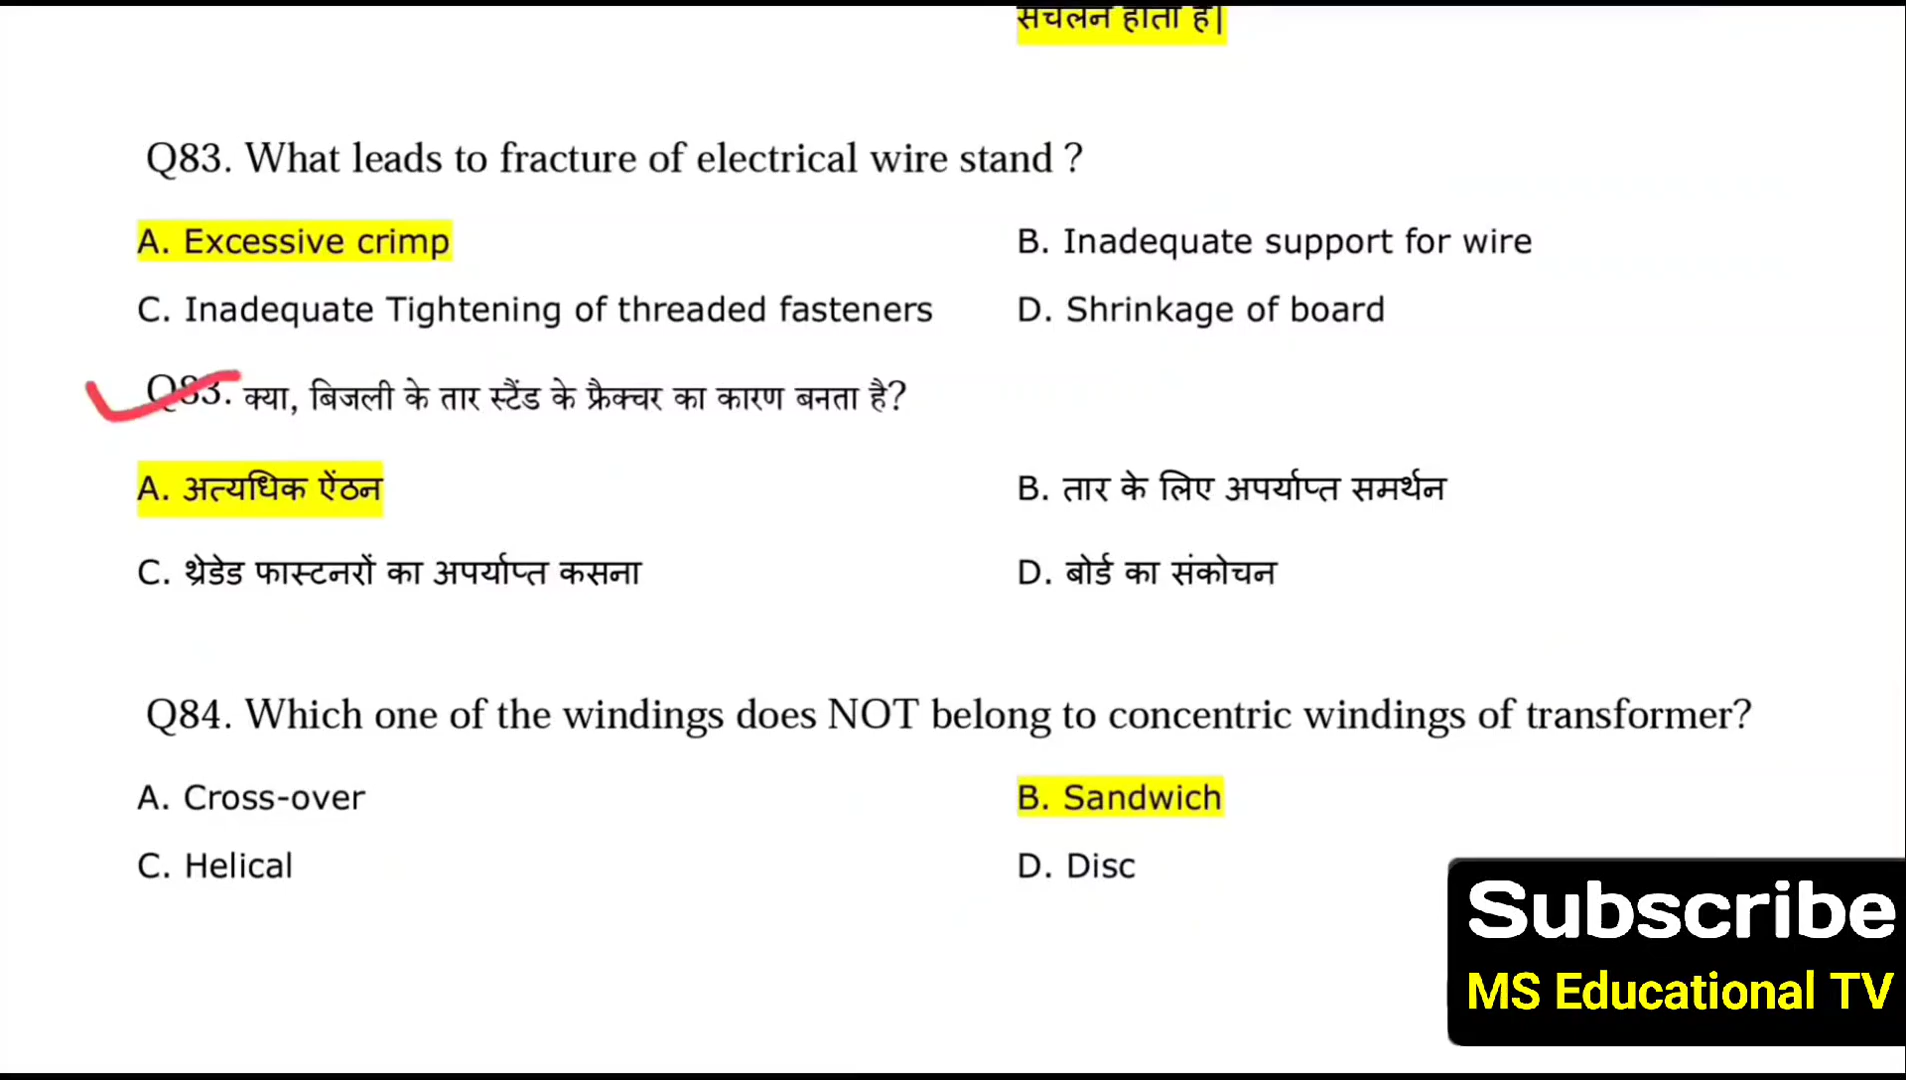 संचलन होता है|
Q83. What leads to fracture of electrical wire stand ?
A. Excessive crimp
B. Inadequate support for wire
C. Inadequate Tightening of threaded fasteners
D. Shrinkage of board
Q83. क्या, बिजली के तार स्टैंड के फ्रैक्चर का कारण बनता है?
A. अत्यधिक ऐंठन
B. तार के लिए अपर्याप्त समर्थन
C. थ्रेडेड फास्टनरों का अपर्याप्त कसना
D. बोर्ड का संकोचन
Q84. Which one of the windings does NOT belong to concentric windings of transformer?
A. Cross-over
B. Sandwich
C. Helical
D. Disc
Subscribe
MS Educational TV